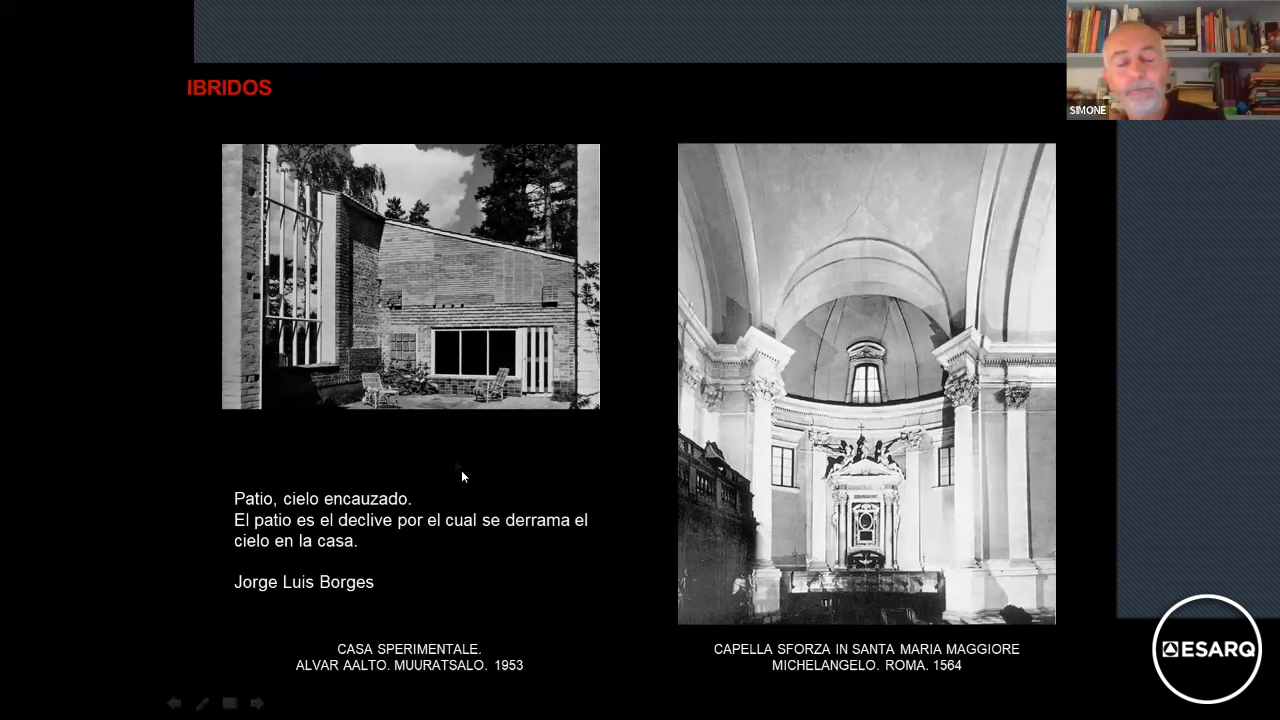 IBRIDOS
SIMONE
Patio, cielo encauzado.
El patio es el declive por el cual se derrama el
cielo en la casa.
Jorge Luis Borges
CASA SPERIMENTALE.
ALVAR AALTO. MUURATSALO. 1953
CAPELLA SFORZA IN SANTA MARIA MAGGIORE
MICHELANGELO. ROMA. 1564
ESARQ